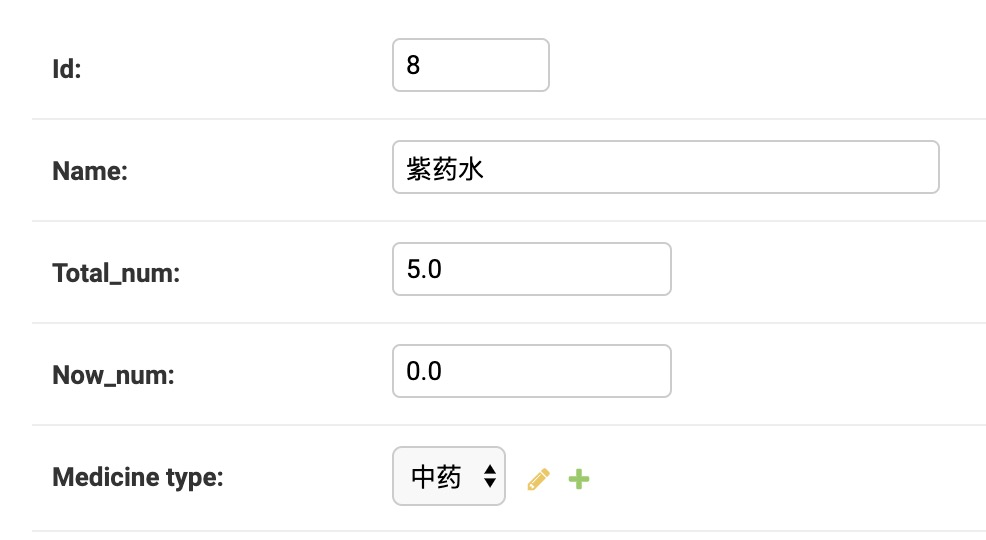 Id: 8
Name: 紫药水
Total_num: 5.0
Now_num: 0.0
Medicine type: 中药